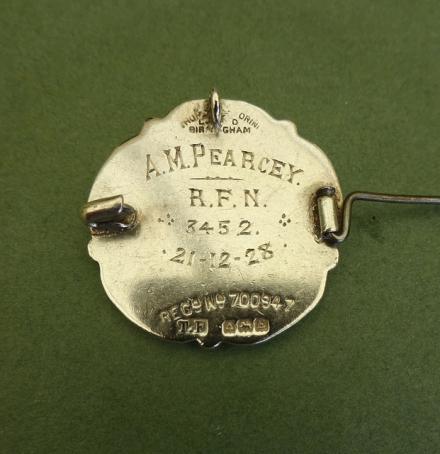 BIRMINGHAM
A.M.PEARCEY.
R.F.N.
3452.
21-12-28
REGD No 700947
T.F